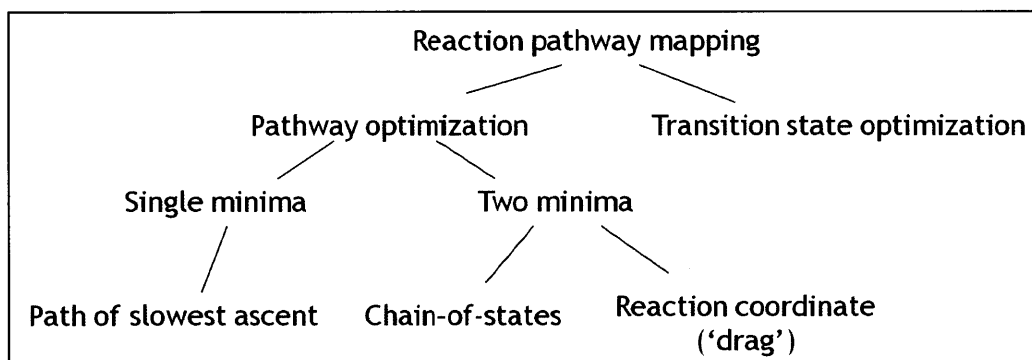 Reaction pathway mapping
Pathway optimization
Transition state optimization
Single minima
Two minima
Path of slowest ascent
Chain-of-states
Reaction coordinate
(‘drag’)